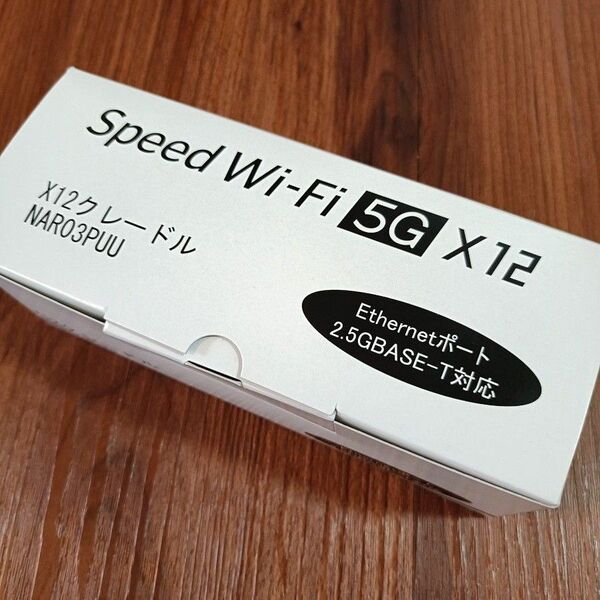 Speed Wi-Fi 5G X12
X12クレードル
NAR03PUU
Ethernetポート
2.5GBASE-T対応